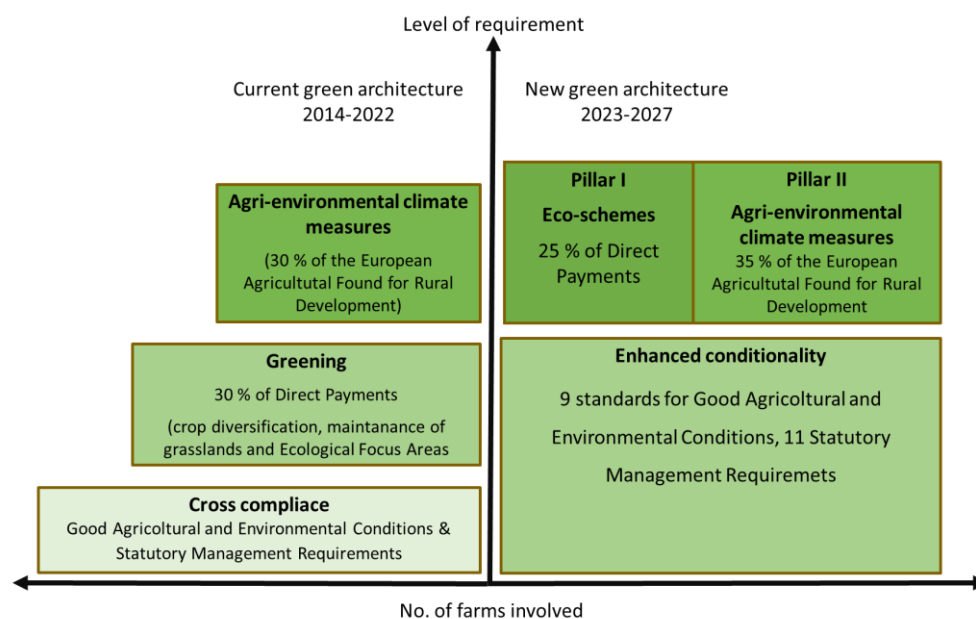 Level of requirement
Current green architecture
2014-2022
New green architecture
2023-2027
Agri-environmental climate
measures
(30 % of the European
Agricultutal Found for Rural
Development)
Greening
30 % of Direct Payments
(crop diversification, maintanance of
grasslands and Ecological Focus Areas
Cross compliace
Good Agricoltural and Environmental Conditions &
Statutory Management Requirements
Pillar I
Eco-schemes
25 % of Direct
Payments
Pillar II
Agri-environmental
climate measures
35 % of the European
Agricultutal Found for Rural
Development
Enhanced conditionality
9 standards for Good Agricoltural and
Environmental Conditions, 11 Statutory
Management Requiremets
No. of farms involved